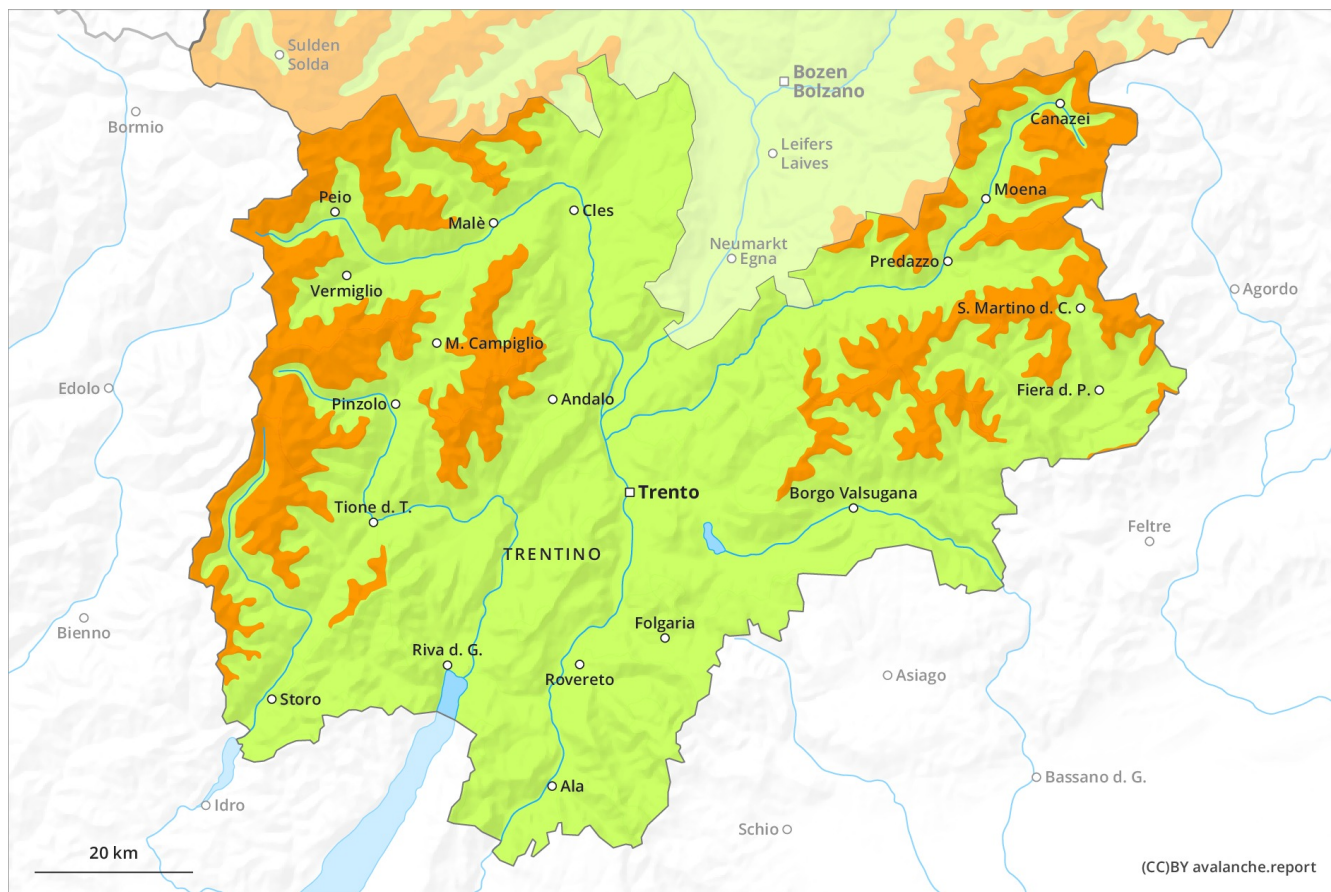 Sulden
Solda
Bozen
Bolzano
Bormio
Canazei
Leifers
Laives
Moena
Peio
Malè
Cles
Neumarkt
Egna
Predazzo
Vermiglio
Agordo
S. Martino d. C.
M. Campiglio
Edolo
Pinzolo
Andalo
Fiera d. P.
Trento
Borgo Valsugana
Tione d. T.
Feltre
TRENTINO
Bienno
Folgaria
Riva d. G.
Rovereto
Asiago
Storo
Bassano d. G.
Ala
Idro
Schio
20 km
(CC)BY avalanche.report